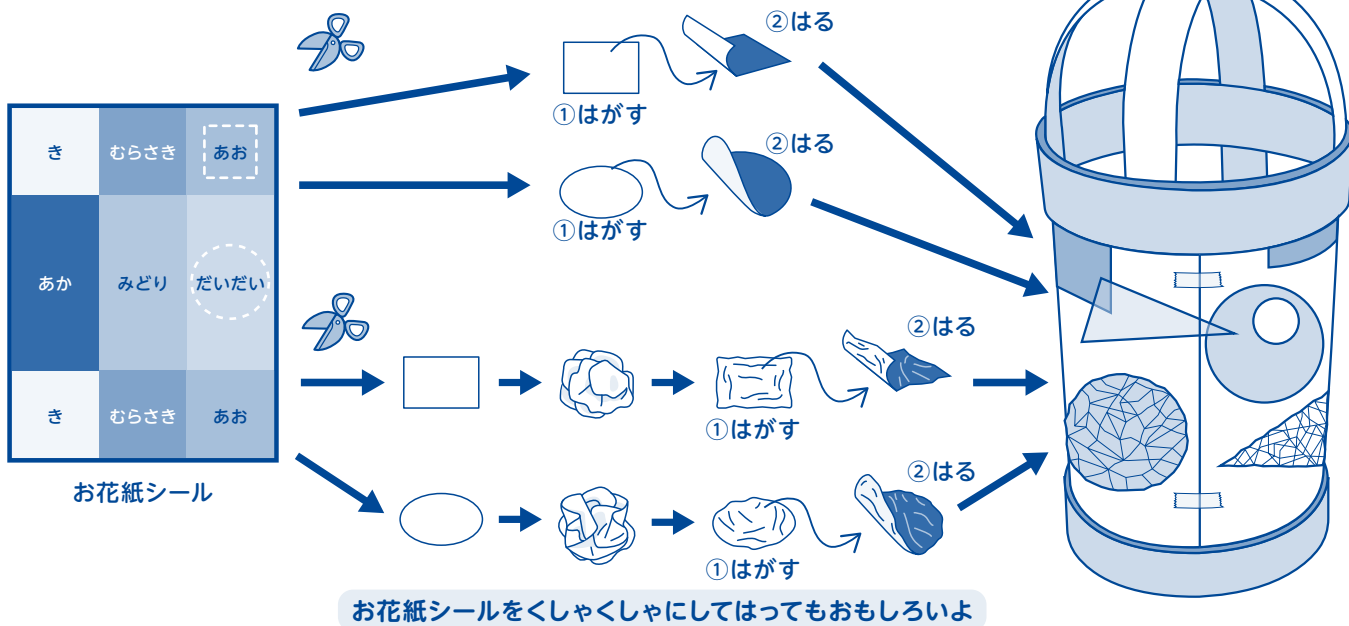 ②はる
①はがす
②はる
①はがす
き
むらさき
あお
あか
みどり
だいだい
き
むらさき
あお
お花紙シール
②はる
①はがす
②はる
①はがす
お花紙シールをくしゃくしゃにしてはってもおもしろいよ